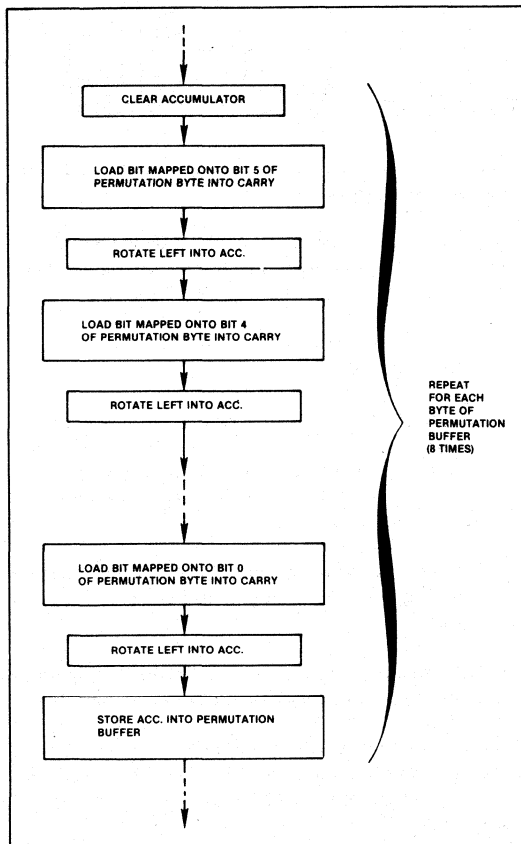 CLEAR ACCUMULATOR
LOAD BIT MAPPED ONTO BIT 5 OF
PERMUTATION BYTE INTO CARRY
ROTATE LEFT INTO ACC.
LOAD BIT MAPPED ONTO BIT 4
OF PERMUTATION BYTE INTO CARRY
ROTATE LEFT INTO ACC.
REPEAT
FOR EACH
BYTE OF
PERMUTATION
BUFFER
(8 TIMES)
LOAD BIT MAPPED ONTO BIT 0
OF PERMUTATION BYTE INTO CARRY
ROTATE LEFT INTO ACC.
STORE ACC. INTO PERMUTATION
BUFFER